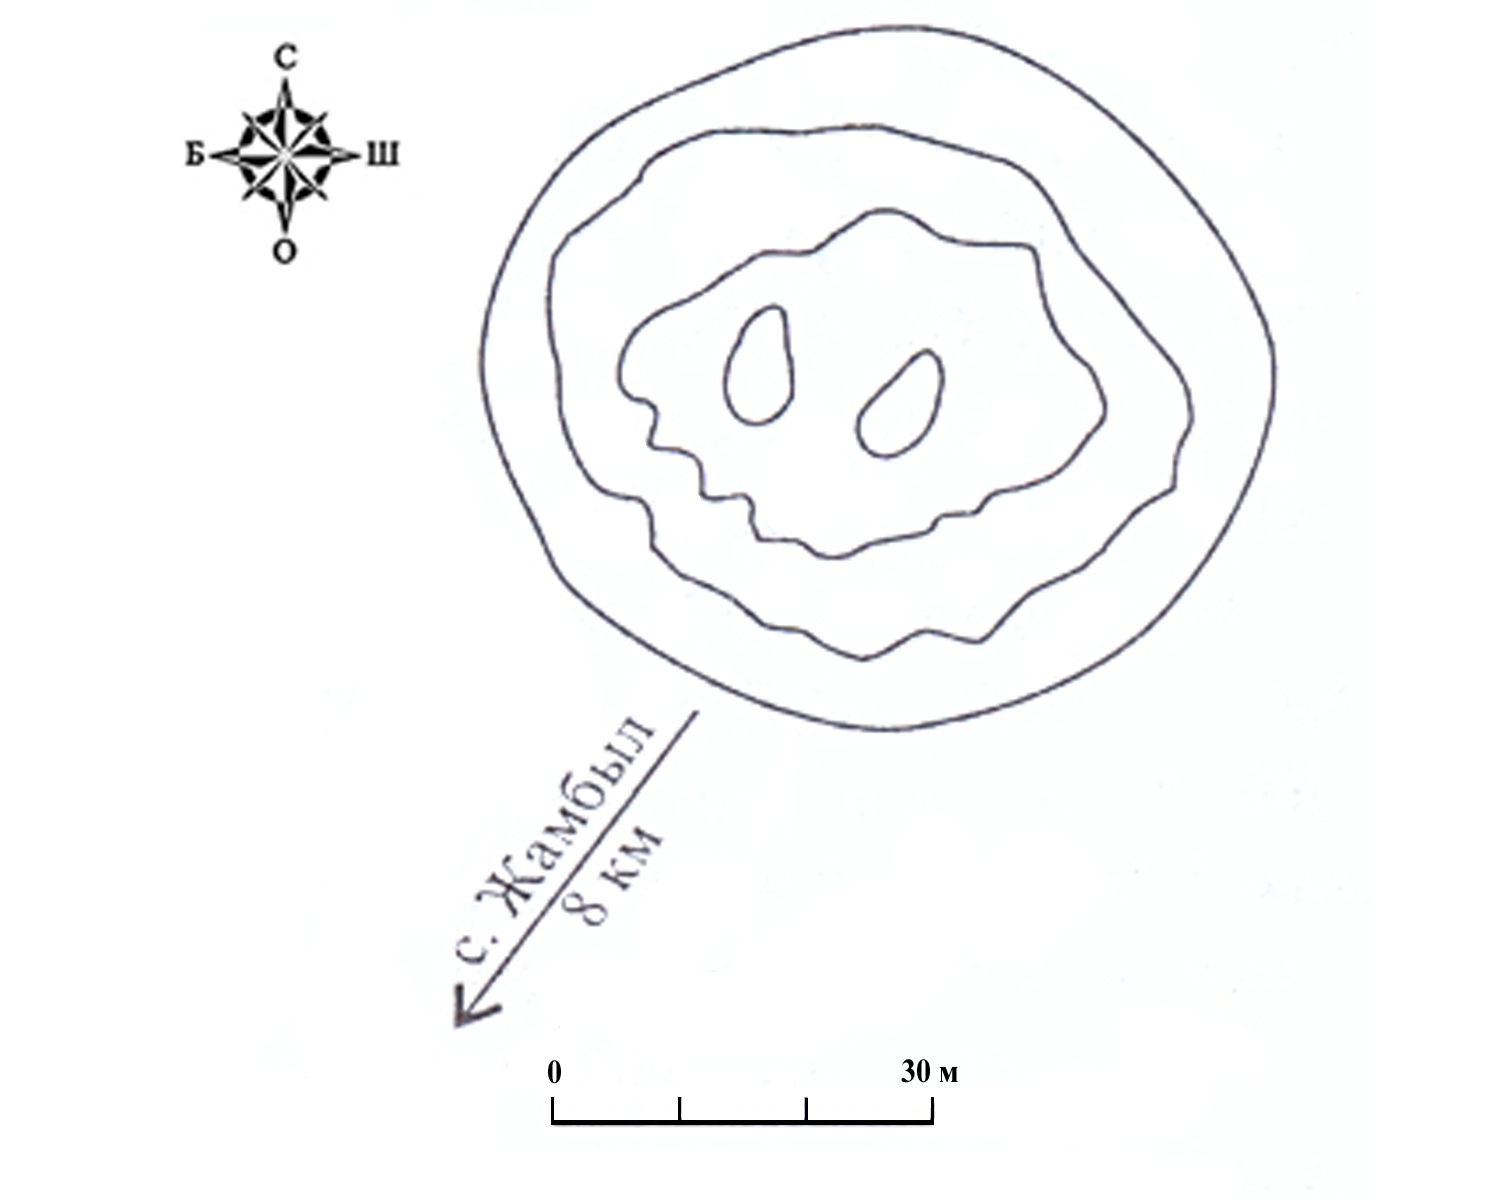 С
Б Ш
О
с. Жамбыл
8 км
0 30 м